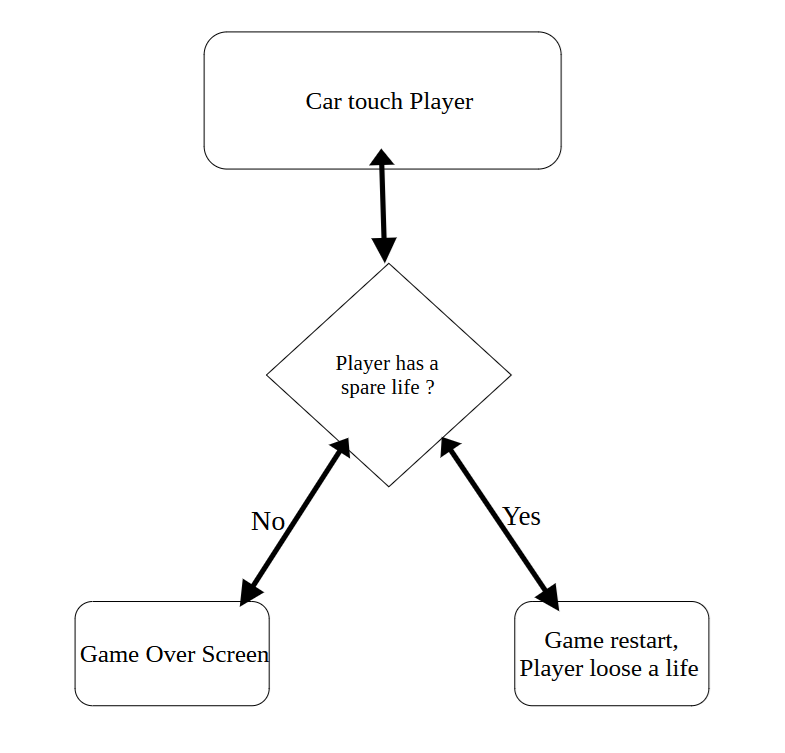 Car touch Player
Player has a
spare life ?
No
Yes
Game Over Screen
Game restart,
Player loose a life